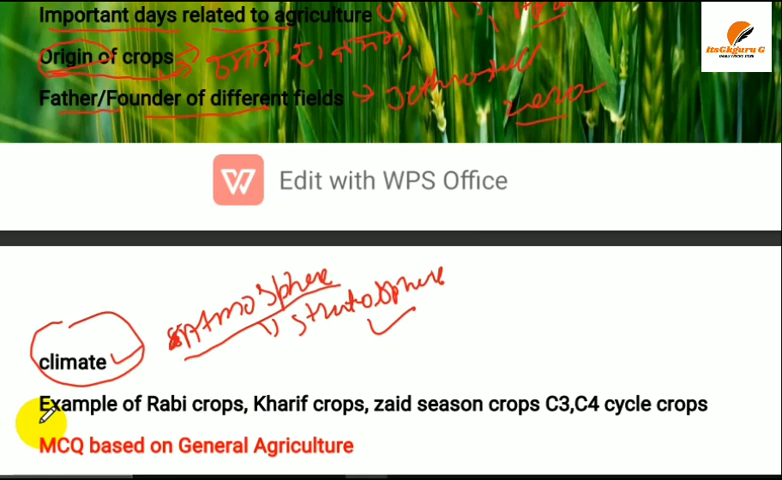 Important days related to agriculture
ItsGhguru G
Origin of crops
Father/Founder of different fields
Edit with WPS Office
Atmosphere
1) Stratosphere
climate
Example of Rabi crops, Kharif crops, zaid season crops C3,C4 cycle crops
MCQ based on General Agriculture